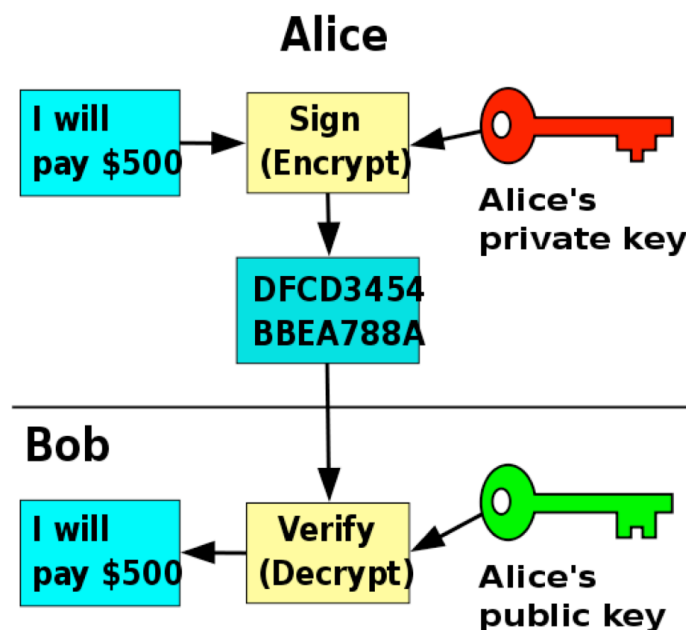 Alice
I will
pay $500
Sign
(Encrypt)
Alice's
private key
DFCD3454
BBEA788A
Bob
I will
pay $500
Verify
(Decrypt)
Alice's
public key